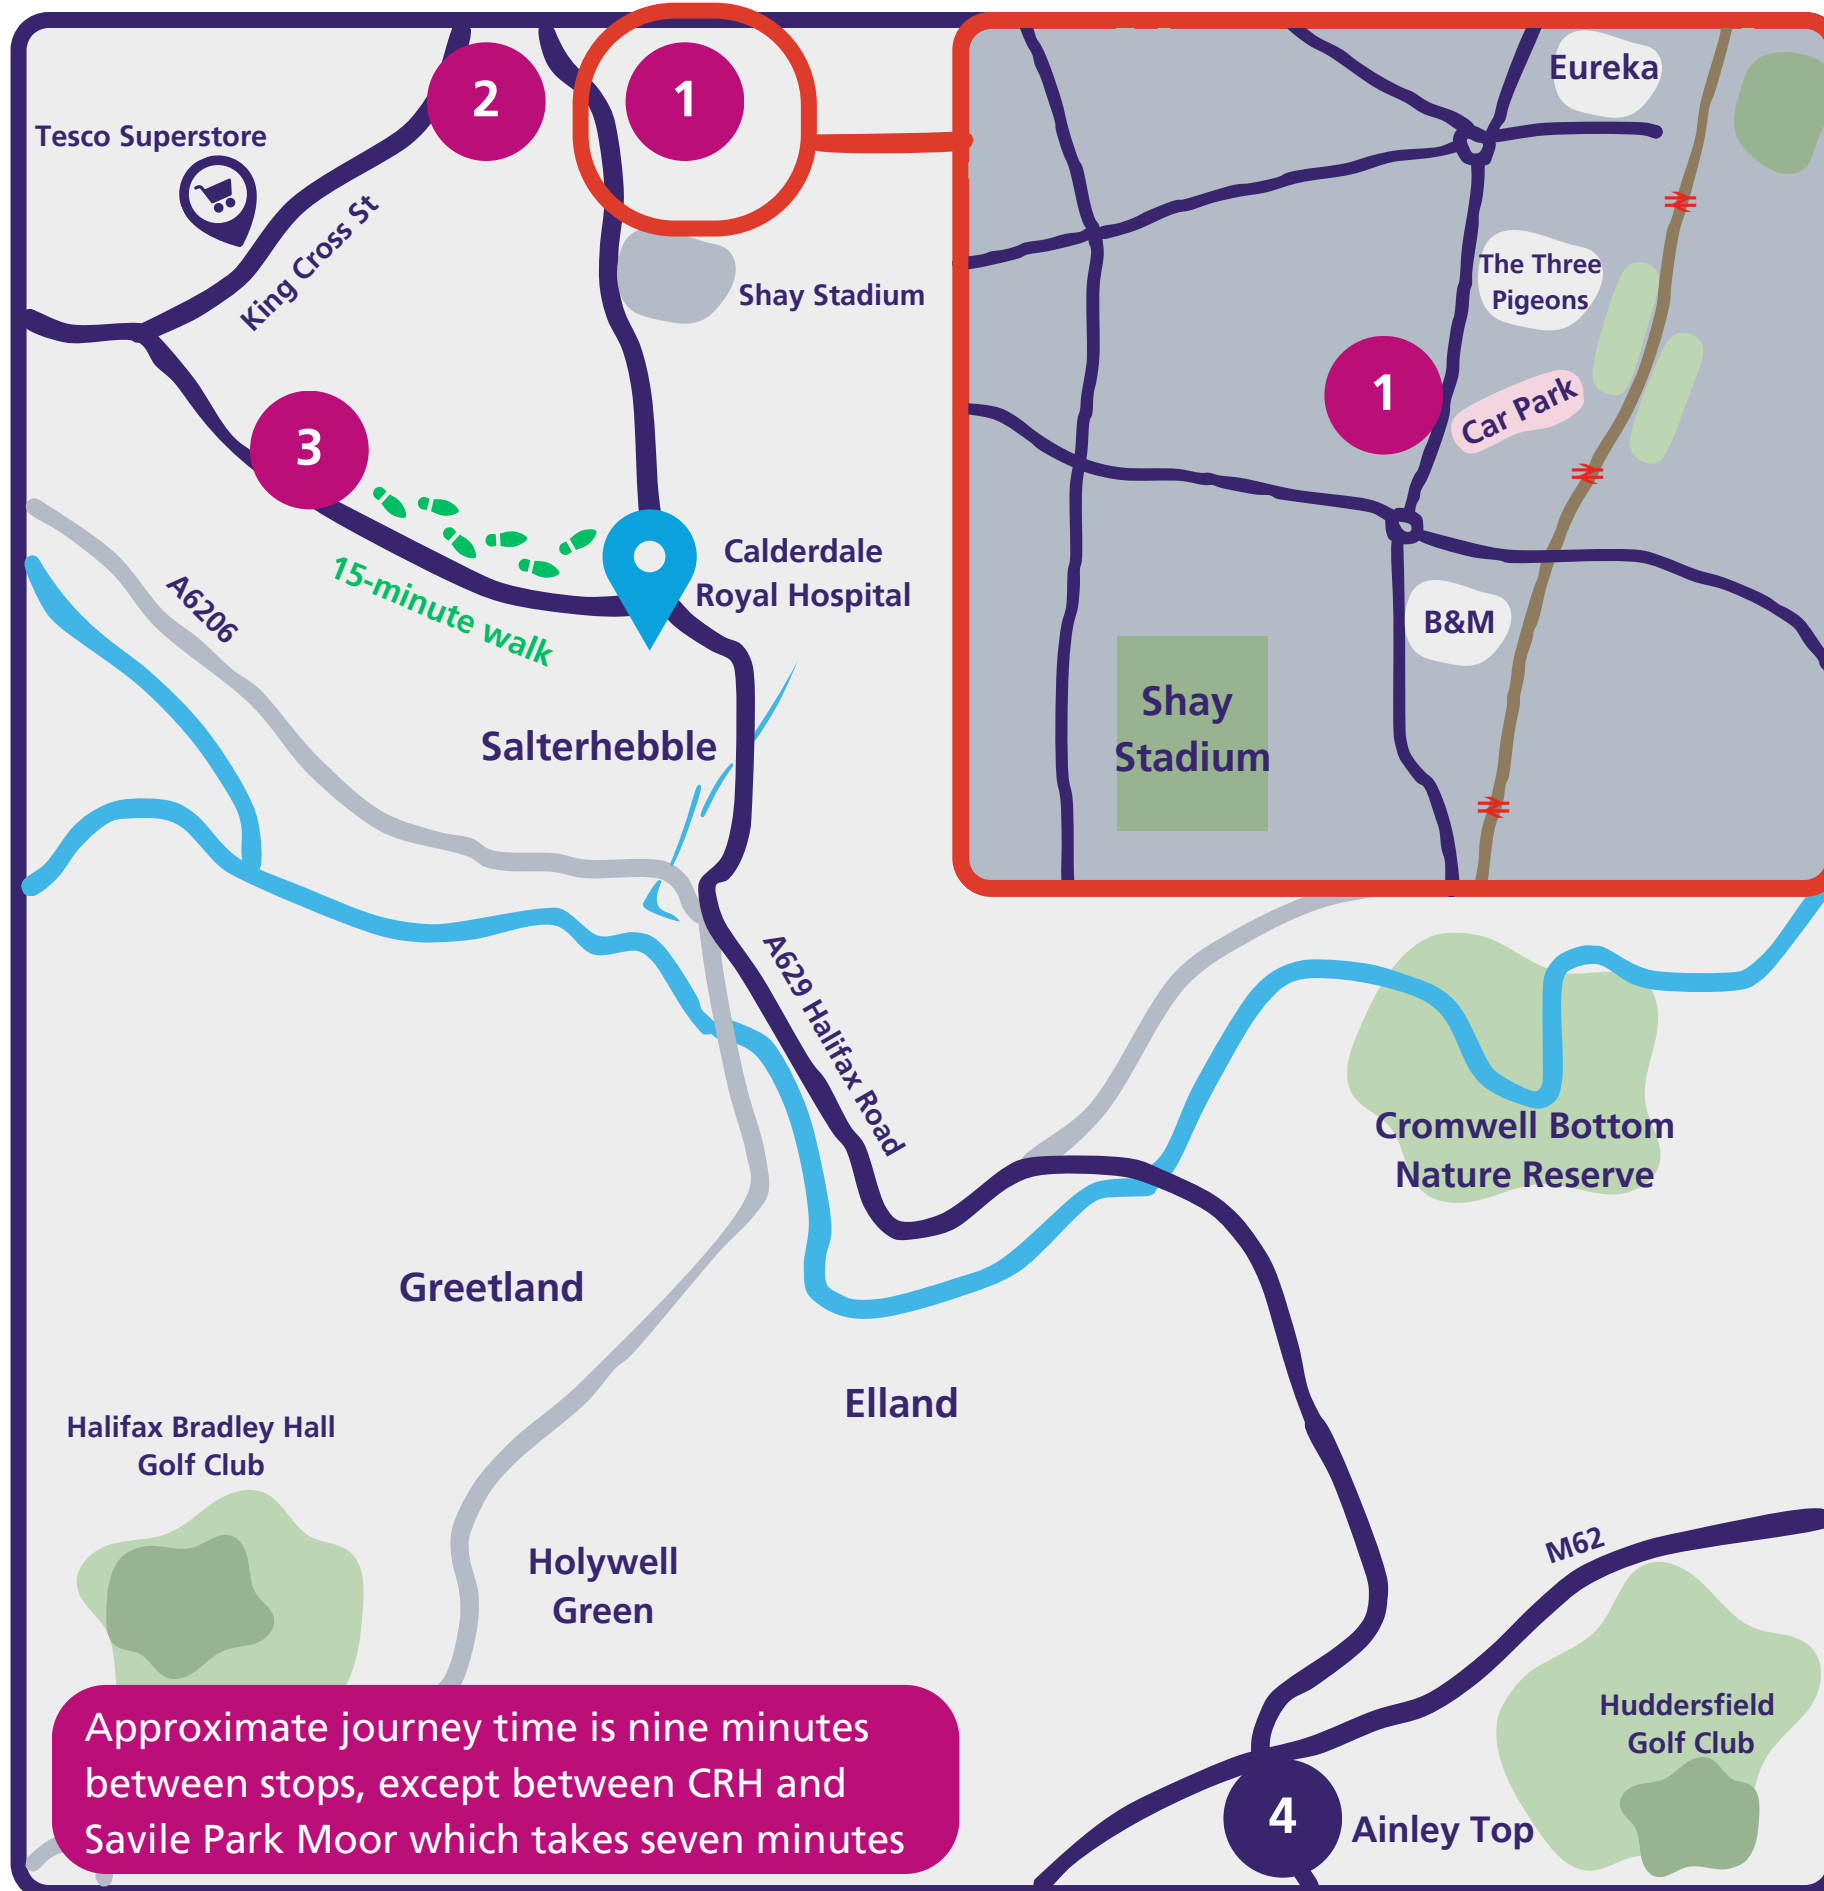 2
1
Eureka
Tesco Superstore
King Cross St
Shay Stadium
The Three
Pigeons
1
Car Park
3
15-minute walk
Calderdale
Royal Hospital
A6206
B&M
Shay
Stadium
Salterhebble
A629 Halifax Road
Cromwell Bottom
Nature Reserve
Greetland
Elland
Halifax Bradley Hall
Golf Club
Holywell
Green
M62
Huddersfield
Golf Club
4
Ainley Top
Approximate journey time is nine minutes
between stops, except between CRH and
Savile Park Moor which takes seven minutes